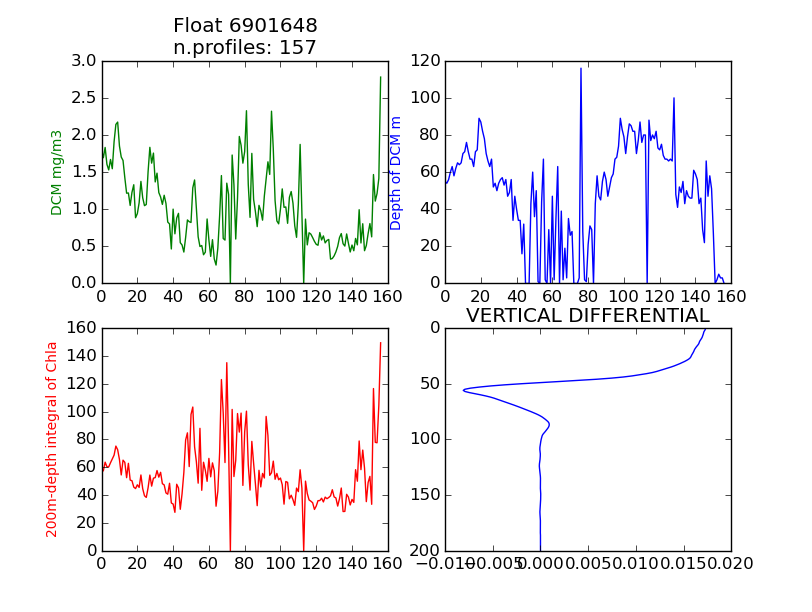 Float 6901648
n.profiles: 157
3.0
2.5
2.0
1.5
1.0
0.5
0.0
DCM mg/m3
0 20 40 60 80 100 120 140 160
120
100
80
60
40
20
0
Depth of DCM m
0 20 40 60 80 100 120 140 160
160
140
120
100
80
60
40
20
0
200m-depth integral of Chla
0 20 40 60 80 100 120 140 160
VERTICAL DIFFERENTIAL
0
50
100
150
200
−0.010 −0.005 0.000 0.005 0.010 0.015 0.020